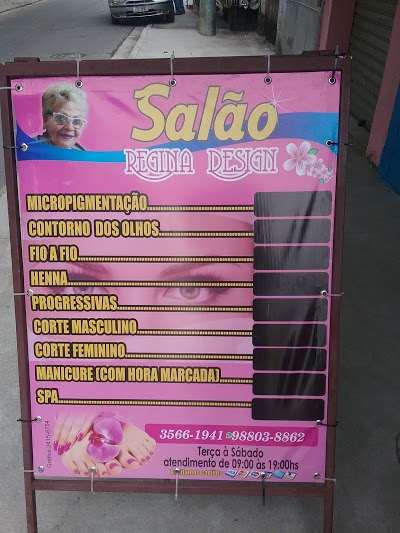 Salão
REGINA DESIGN
MICROPIGMENTAÇÃO
CONTORNO DOS OLHOS
FIO A FIO
HENNA
PROGRESSIVAS
CORTE MASCULINO
CORTE FEMININO
MANICURE (COM HORA MARCADA)
SPA
3566-1941 98803-8862
Terça à Sábado
atendimento de 09:00 às 19:00hs